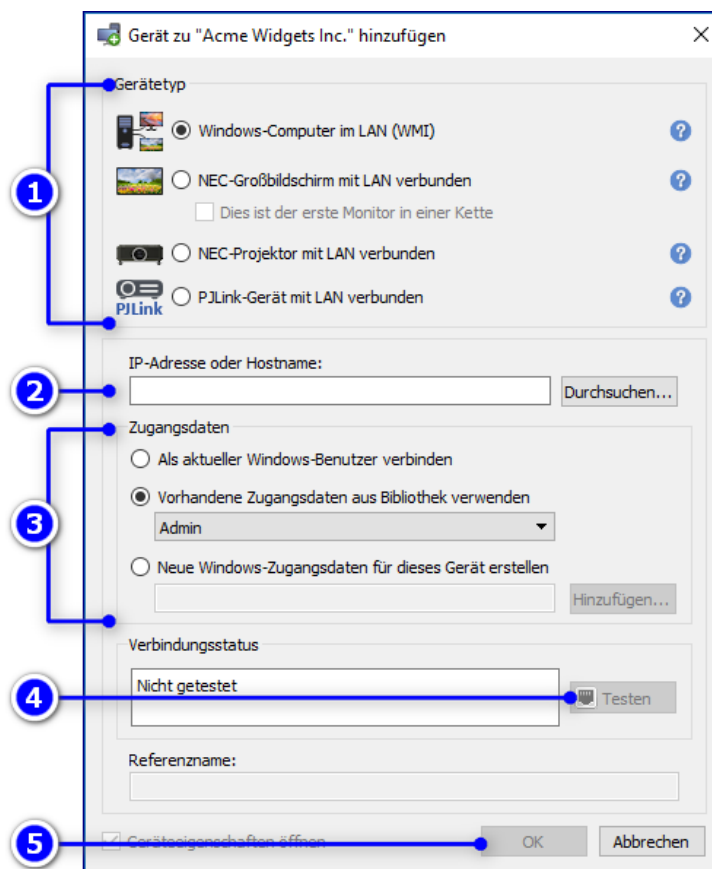 Gerät zu "Acme Widgets Inc." hinzufügen
Gerätetyp
1
Windows-Computer im LAN (WMI)
?
NEC-Großbildschirm mit LAN verbunden
?
Dies ist der erste Monitor in einer Kette
NEC-Projektor mit LAN verbunden
?
PJLink
PJLink-Gerät mit LAN verbunden
?
IP-Adresse oder Hostname:
2
Durchsuchen...
3
Zugangsdaten
Als aktueller Windows-Benutzer verbinden
Vorhandene Zugangsdaten aus Bibliothek verwenden
Admin
Neue Windows-Zugangsdaten für dieses Gerät erstellen
Hinzufügen...
Verbindungsstatus
4
Nicht getestet
Testen
Referenzname:
5
Geräteeigenschaften öffnen
OK
Abbrechen